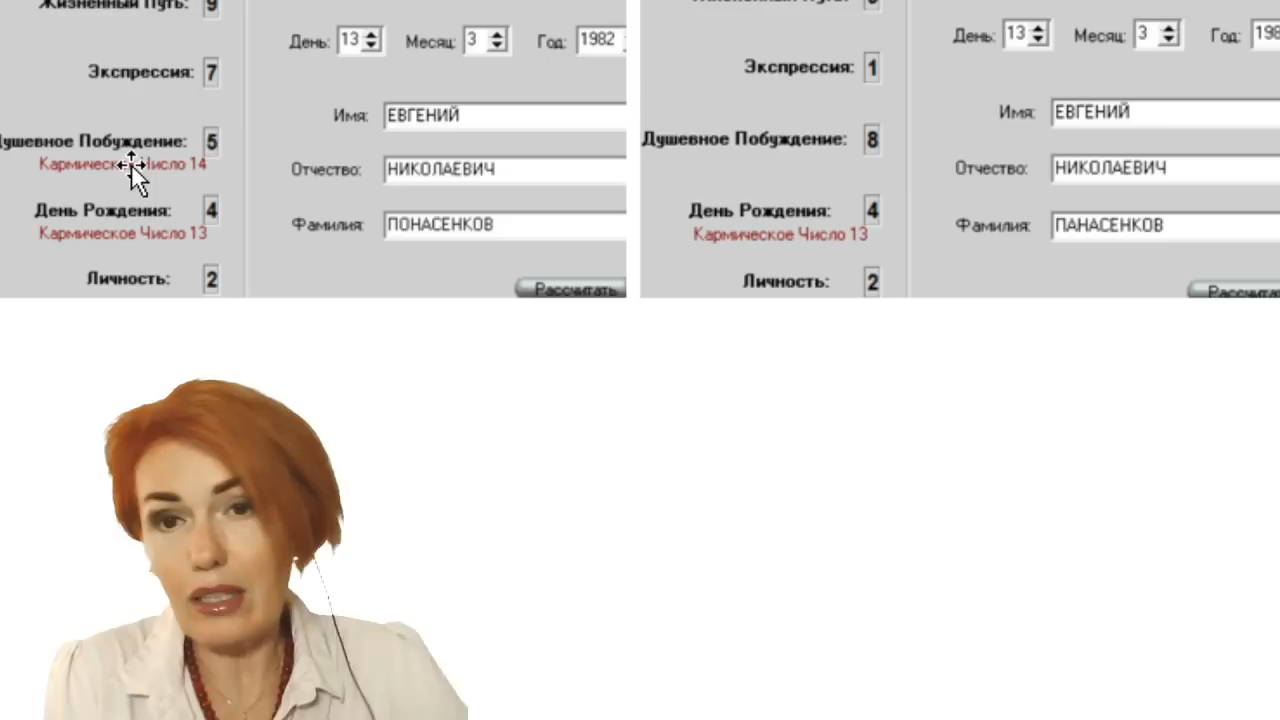 Жизненный Путь: 9
День: 13 Месяц: 3 Год: 1982
Экспрессия: 7
Имя: ЕВГЕНИЙ
Душевное Побуждение: 5
Кармическое Число 14
Отчество: НИКОЛАЕВИЧ
День Рождения: 4
Фамилия: ПОНАСЕНКОВ
Кармическое Число 13
Личность: 2
Рассчитать
День: 13 Месяц: 3 Год: 198
Экспрессия: 1
Имя: ЕВГЕНИЙ
Душевное Побуждение: 8
Отчество: НИКОЛАЕВИЧ
День Рождения: 4
Фамилия: ПАНАСЕНКОВ
Кармическое Число 13
Личность: 2
Рассчита